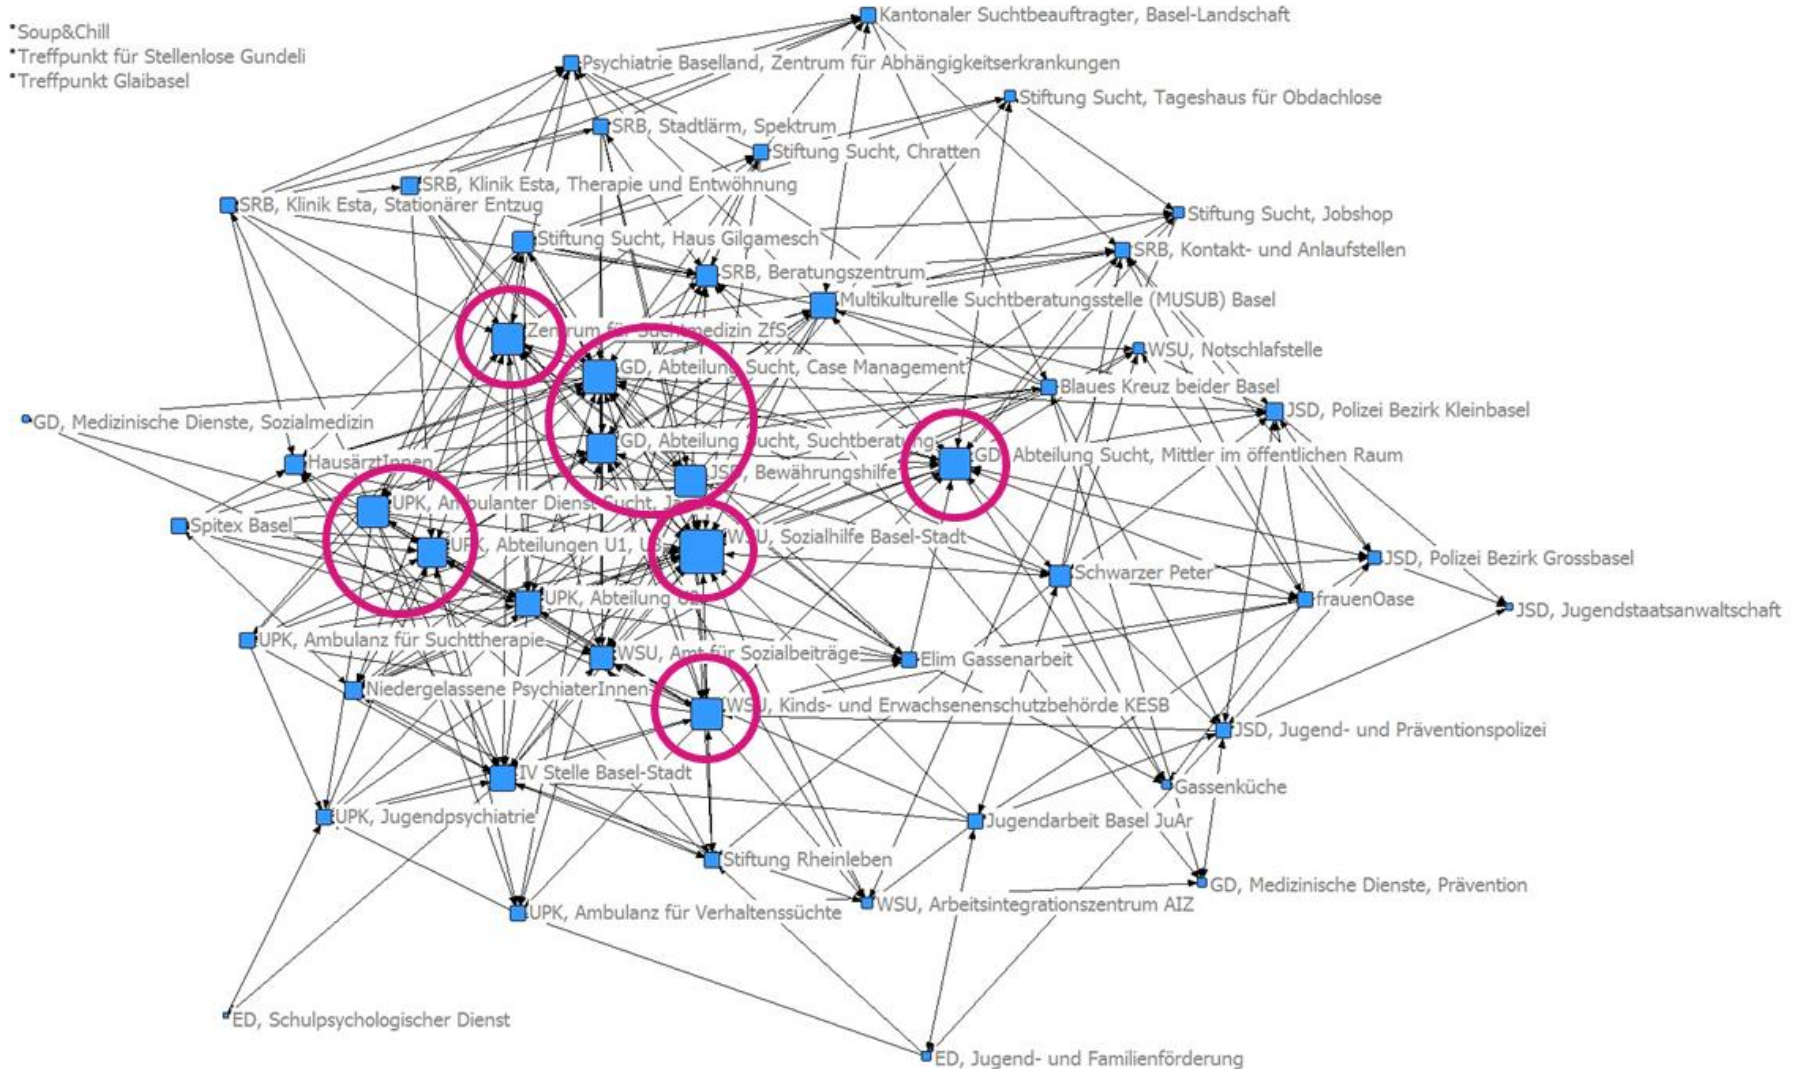 *Soup&Chill
*Treffpunkt für Stellenlose Gundeli
*Treffpunkt Glaibasel
Kantonaler Suchtbeauftragter, Basel-Landschaft
Psychiatrie Baselland, Zentrum für Abhängigkeitserkrankungen
Stiftung Sucht, Tageshaus für Obdachlose
SRB, Stadtlärm, Spektrum
Stiftung Sucht, Chratten
SRB, Klinik Esta, Therapie und Entwöhnung
SRB, Klinik Esta, Stationärer Entzug
Stiftung Sucht, Jobshop
Stiftung Sucht, Haus Gilgamesch
SRB, Kontakt- und Anlaufstellen
SRB, Beratungszentrum
Multikulturelle Suchtberatungsstelle (MUSUB) Basel
Zentrum für Suchtmedizin ZfS
WSU, Notschlafstelle
GD, Abteilung Sucht, Case Management
Blaues Kreuz beider Basel
JSD, Polizei Bezirk Kleinbasel
GD, Medizinische Dienste, Sozialmedizin
GD, Abteilung Sucht, Suchtberatung
GD, Abteilung Sucht, Mittler im öffentlichen Raum
HausärztInnen
JSD, Bewährungshilfe
UPK, Ambulanter Dienst Sucht,
Spitex Basel
WSU, Sozialhilfe Basel-Stadt
UPK, Abteilungen U1, U3
JSD, Polizei Bezirk Grossbasel
Schwarzer Peter
UPK, Abteilung U2
frauenOase
JSD, Jugendstaatsanwaltschaft
UPK, Ambulanz für Suchttherapie
WSU, Amt für Sozialbeiträge
Elim Gassenarbeit
Niedergelassene PsychiaterInnen
WSU, Kinds- und Erwachsenenschutzbehörde KESB
JSD, Jugend- und Präventionspolizei
IV Stelle Basel-Stadt
Gassenküche
UPK, Jugendpsychiatrie
Jugendarbeit Basel JuAr
Stiftung Rheinleben
GD, Medizinische Dienste, Prävention
WSU, Arbeitsintegrationszentrum AIZ
UPK, Ambulanz für Verhaltenssüchte
ED, Schulpsychologischer Dienst
ED, Jugend- und Familienförderung